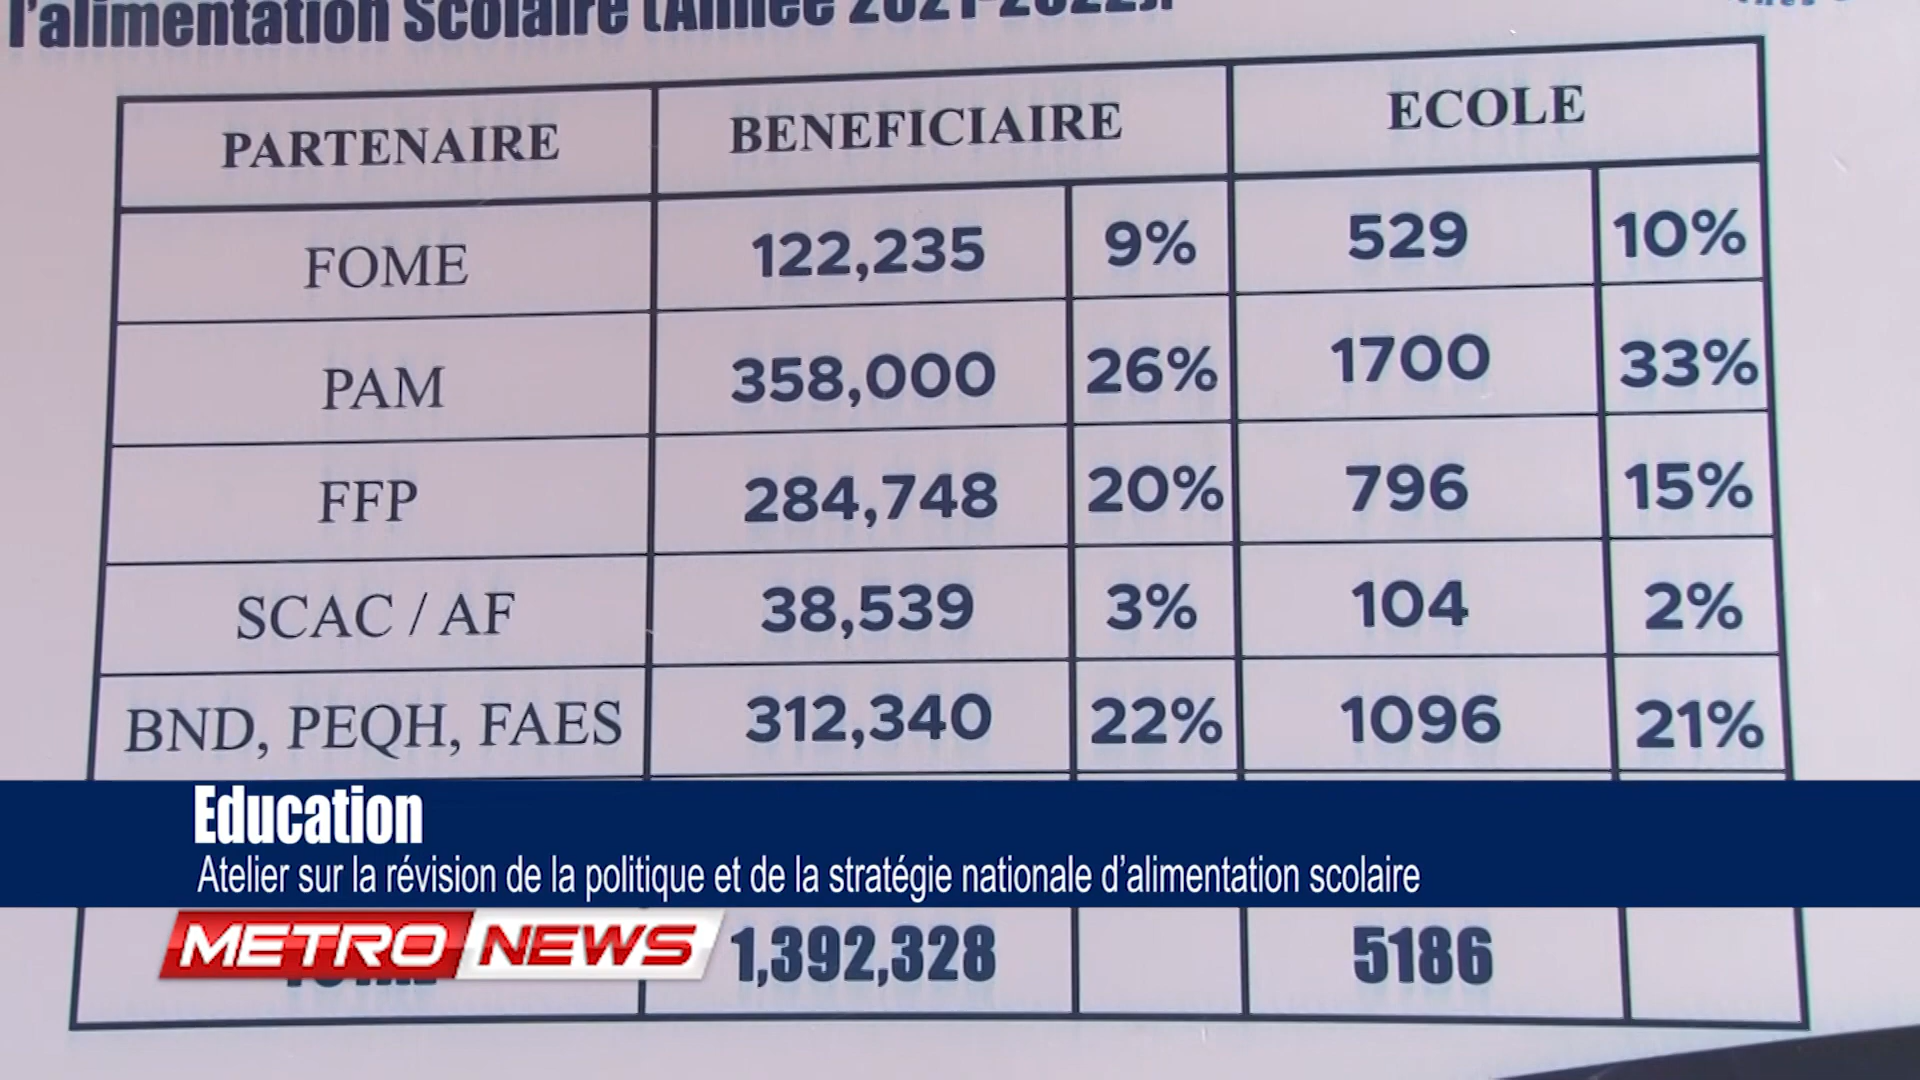 l'alimentation Scolaire (Année 2021-2022).
PARTENAIRE BENEFICIAIRE ECOLE
FOME 122,235 9% 529 10%
PAM 358,000 26% 1700 33%
FFP 284,748 20% 796 15%
SCAC / AF 38,539 3% 104 2%
BND, PEQH, FAES 312,340 22% 1096 21%
Education
Atelier sur la révision de la politique et de la stratégie nationale d'alimentation scolaire
METRO NEWS
1,392,328 5186